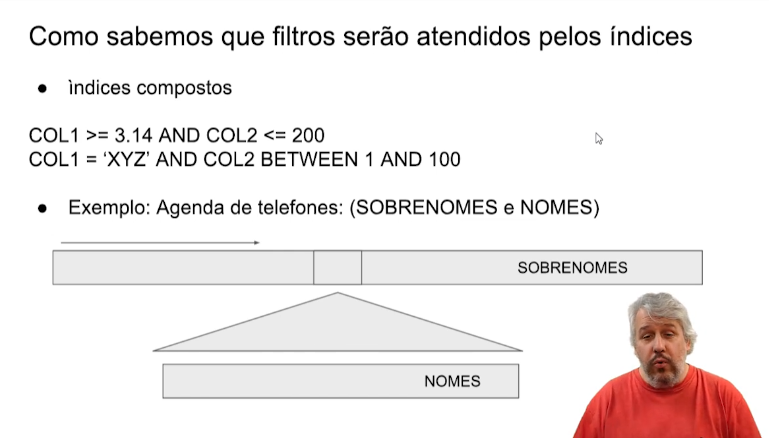 Como sabemos que filtros serão atendidos pelos índices
● ìndices compostos
COL1 >= 3.14 AND COL2 <= 200
COL1 = ‘XYZ’ AND COL2 BETWEEN 1 AND 100
● Exemplo: Agenda de telefones: (SOBRENOMES e NOMES)
SOBRENOMES
NOMES